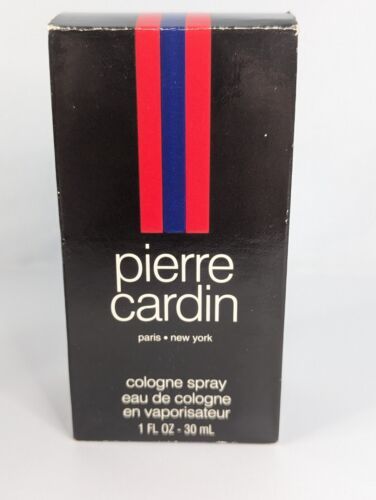 pierre
cardin
paris • new york
cologne spray
eau de cologne
en vaporisateur
1 FL OZ - 30 mL